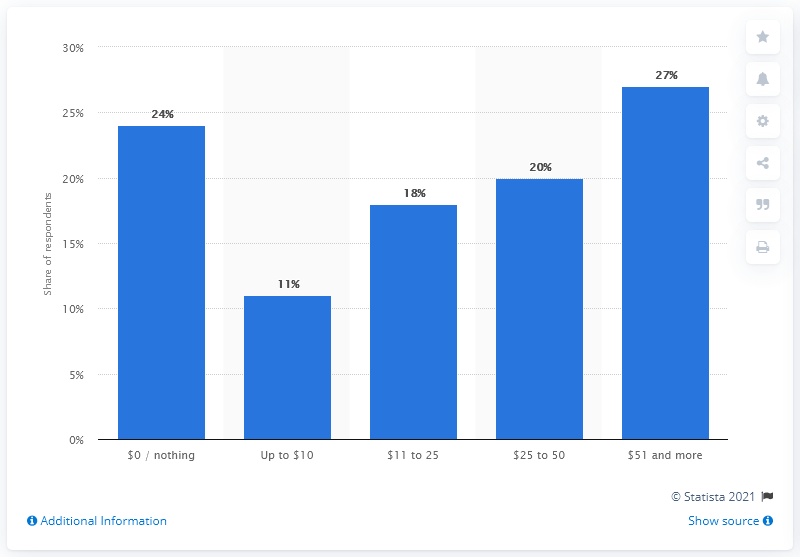 30%
25%
20%
15%
10%
5%
0%
Share of respondents
24%
11%
18%
20%
27%
$0 / nothing
Up to $10
$11 to 25
$25 to 50
$51 and more
© Statista 2021
Additional Information
Show source